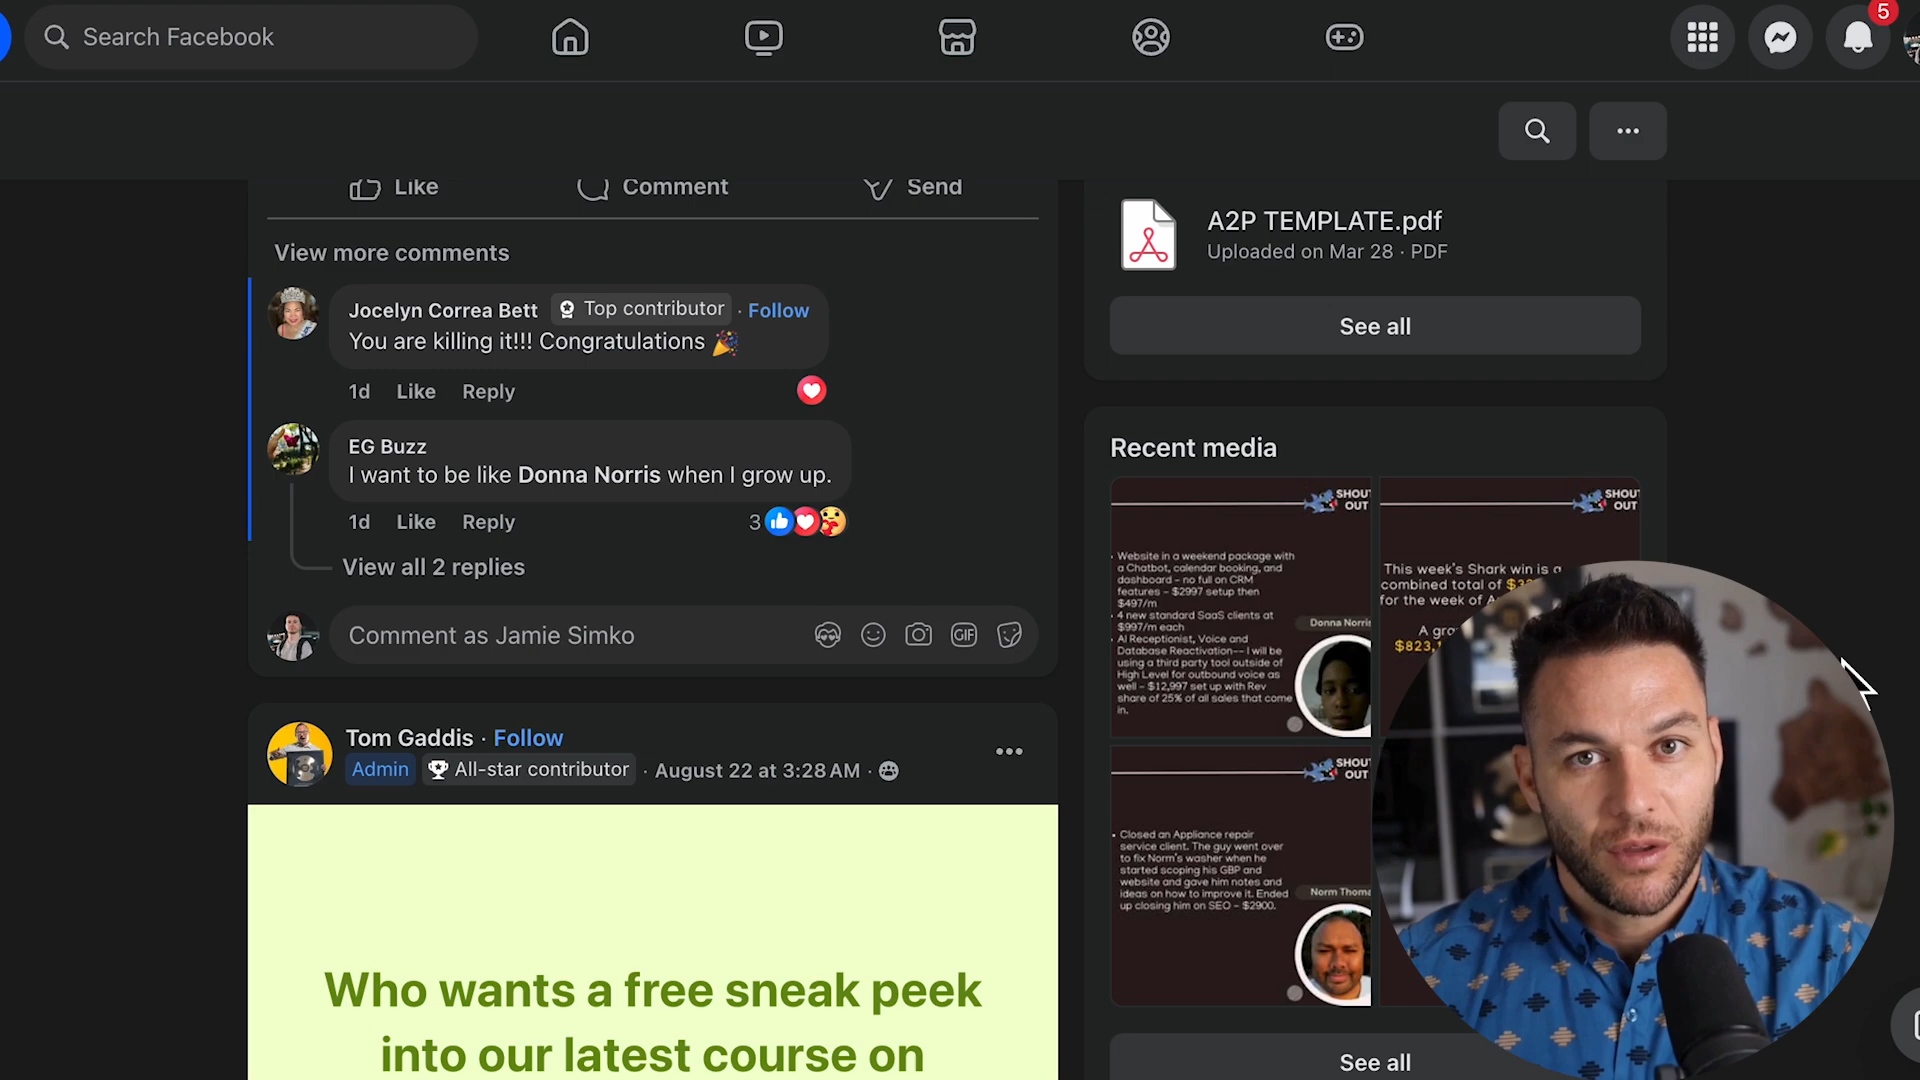 Search Facebook
5
Like
Comment
Send
View more comments
Jocelyn Correa Bett
Top contributor
· Follow
You are killing it!!! Congratulations
1d
Like
Reply
EG Buzz
I want to be like Donna Norris when I grow up.
1d
Like
Reply
3
View all 2 replies
Comment as Jamie Simko
GIF
Tom Gaddis · Follow
Admin
All-star contributor
· August 22 at 3:28 AM ·
Who wants a free sneak peek
into our latest course on
A2P TEMPLATE.pdf
Uploaded on Mar 28 · PDF
See all
Recent media
SHOUT
OUT
· Website in a weekend package with
a Chatbot, calendar booking, and
dashboard – no full on CRM
features – $2997 setup then
$497/m
· 4 new standard SaaS clients at
$997/m each
· AI Receptionist, Voice and
Database Reactivation–– I will be
using a third party tool outside of
High Level for outbound voice as
well – $12,997 set up with Rev
share of 25% of all sales that come
in.
Donna Norris
SHOUT
OUT
This week's Shark win is a
combined total of
for the week of
A
$823,
SHOUT
OUT
· Closed an Appliance repair
service client. The guy went over
to fix Norm's washer when he
started scoping his GBP and
website and gave him notes and
ideas on how to improve it. Ended
up closing him on SEO – $2900.
Norm Thoma
See all